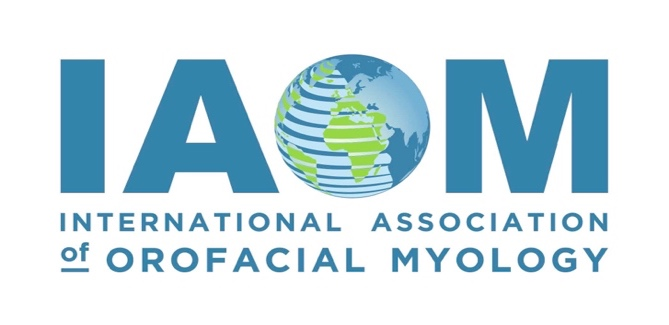 IAOM
INTERNATIONAL ASSOCIATION
of OROFACIAL MYOLOGY